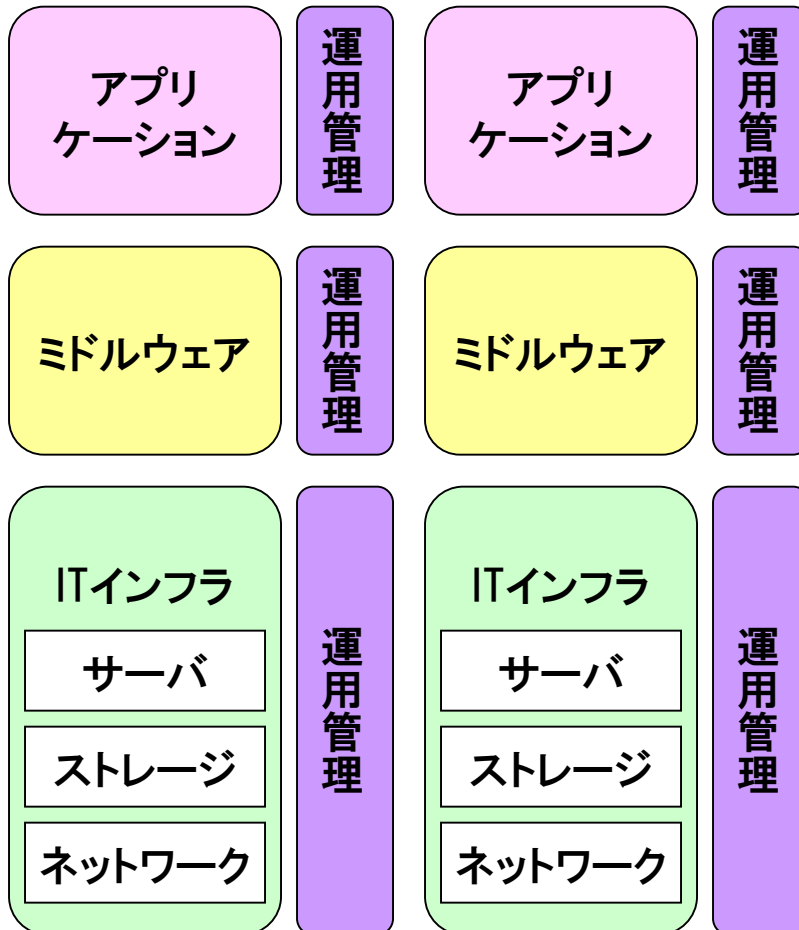 アプリ
ケーション
運用管理
アプリ
ケーション
運用管理
ミドルウェア
運用管理
ミドルウェア
運用管理
ITインフラ
サーバ
ストレージ
ネットワーク
運用管理
ITインフラ
サーバ
ストレージ
ネットワーク
運用管理